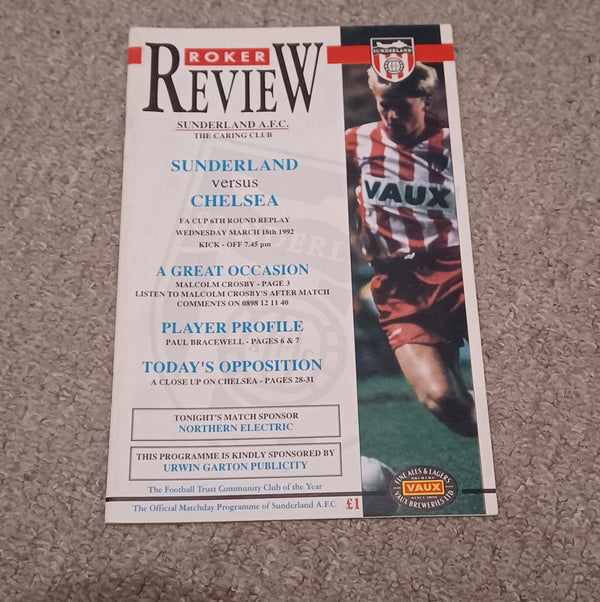 ROKER
REVIEW
SUNDERLAND A.F.C.
THE CARING CLUB
SUNDERLAND
versus
CHELSEA
FA CUP 6TH ROUND REPLAY
WEDNESDAY MARCH 18th 1992
KICK - OFF 7.45 pm
A GREAT OCCASION
MALCOLM CROSBY - PAGE 3
LISTEN TO MALCOLM CROSBY'S AFTER MATCH
COMMENTS ON 0898 12 11 40
PLAYER PROFILE
PAUL BRACEWELL - PAGES 6 & 7
TODAY'S OPPOSITION
A CLOSE UP ON CHELSEA - PAGES 28-31
TONIGHT'S MATCH SPONSOR
NORTHERN ELECTRIC
THIS PROGRAMME IS KINDLY SPONSORED BY
URWIN GARTON PUBLICITY
The Football Trust Community Club of the Year
The Official Matchday Programme of Sunderland A.F.C. £1
SUNDERLAND
VAUX
FINE ALES & LAGERS
VAUX
VAUX BREWERIES LTD.